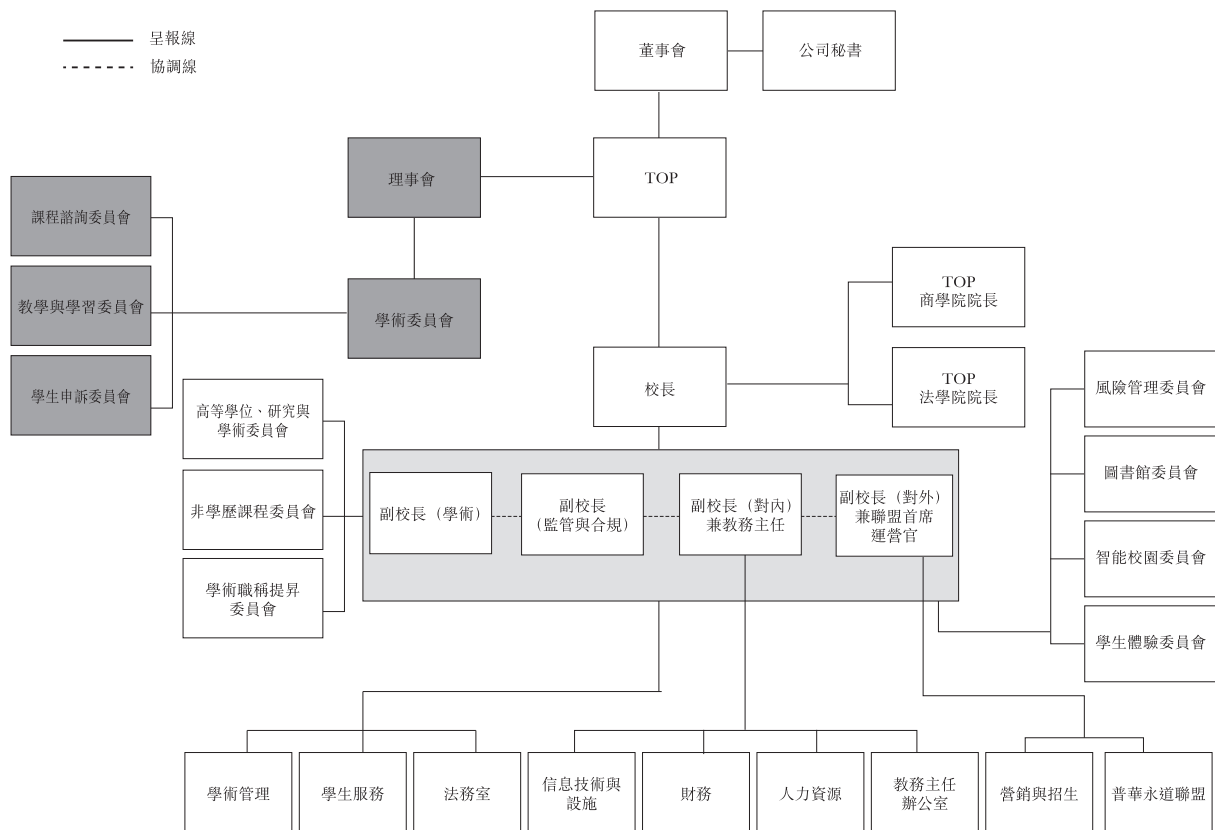 呈報線
協調線
董事會
公司秘書
理事會
TOP
課程諮詢委員會
教學與學習委員會
學生申訴委員會
學術委員會
TOP
商學院院長
TOP
法學院院長
校長
高等學位、研究與
學術委員會
非學歷課程委員會
學術職稱提昇
委員會
副校長（學術）
副校長
（監管與合規）
副校長（對內）
兼教務主任
副校長（對外）
兼聯盟首席
運營官
風險管理委員會
圖書館委員會
智能校園委員會
學生體驗委員會
學術管理
學生服務
法務室
信息技術與
設施
財務
人力資源
教務主任
辦公室
營銷與招生
普華永道聯盟